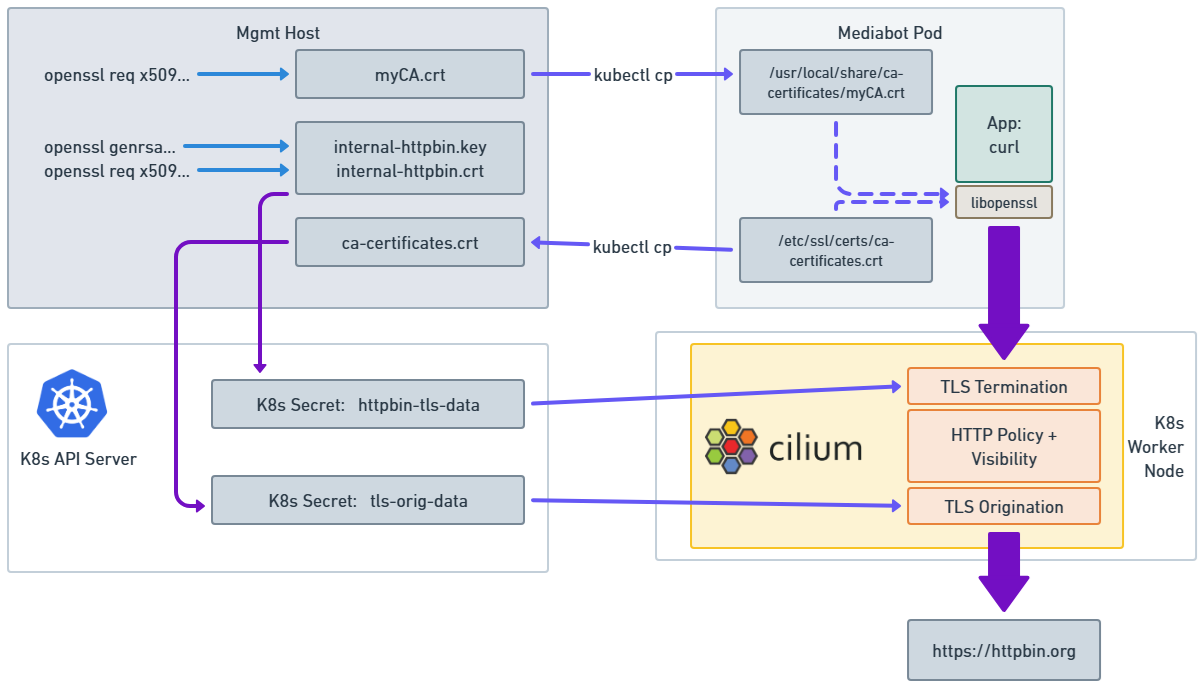 Mgmt Host
openssl req x509...
myCA.crt
kubectl cp
openssl genrsa...
openssl req x509...
internal-httpbin.key
internal-httpbin.crt
ca-certificates.crt
kubectl cp
Mediabot Pod
/usr/local/share/ca-
certificates/myCA.crt
App:
curl
libopenssl
/etc/ssl/certs/ca-
certificates.crt
K8s API Server
K8s Secret: httpbin-tls-data
K8s Secret: tls-orig-data
cilium
TLS Termination
HTTP Policy +
Visibility
TLS Origination
K8s
Worker
Node
https://httpbin.org